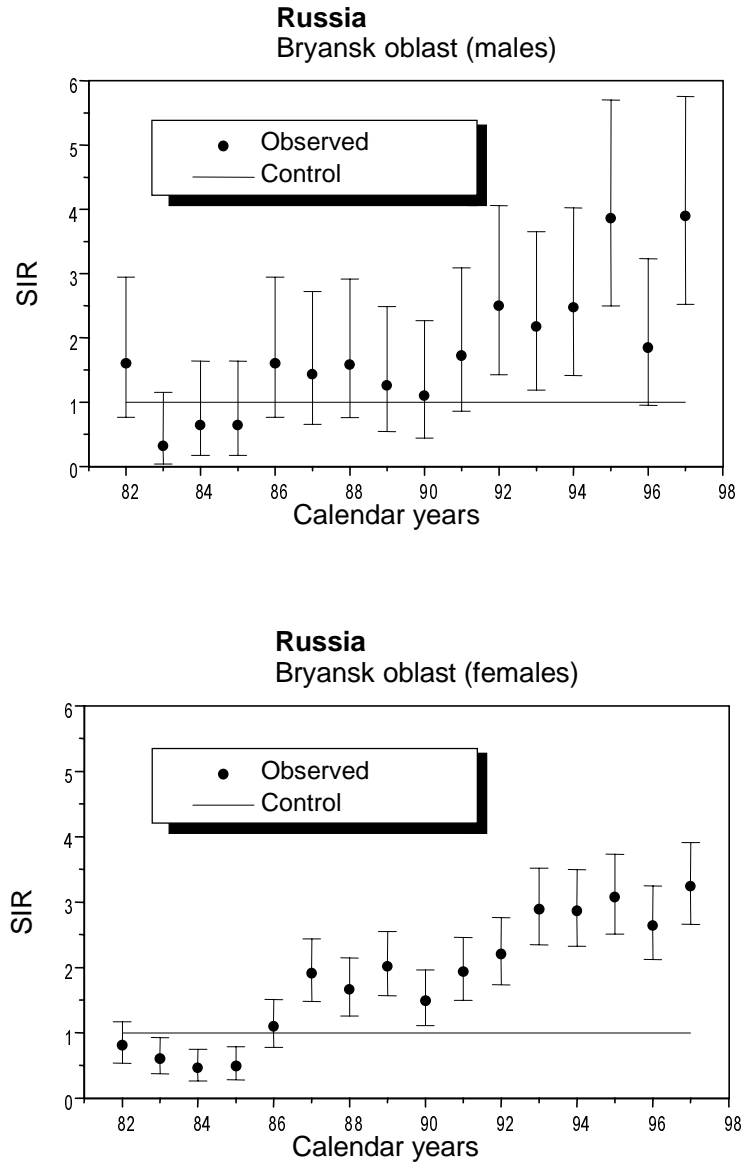 Russia
Bryansk oblast (males)
6
5
4
3
2
1
0
SIR
Observed
Control
82 84 86 88 90 92 94 96 98
Calendar years
Russia
Bryansk oblast (females)
6
5
4
3
2
1
0
SIR
Observed
Control
82 84 86 88 90 92 94 96 98
Calendar years